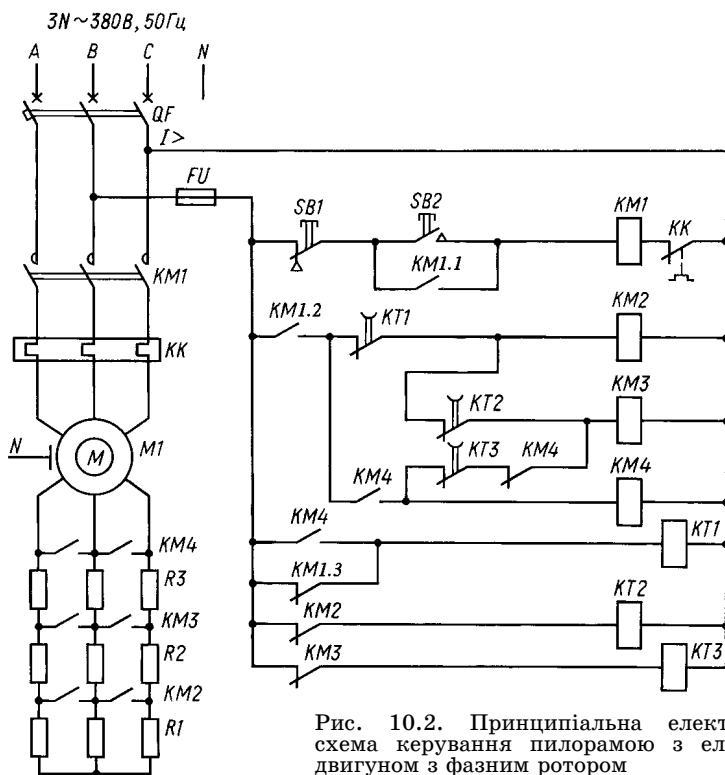 3N~380В, 50Гц
A B C N
QF
I>
FU
SB1 SB2 KM1 KK
KM1.1
KM1
KM1.2 KT1 KM2
KK
KT2 KM3
N M M1
KT3 KM4
KM4 KM4
KM4 KM4 KT1
R3
KM1.3
KM3 KM2 KT2
R2
KM3 KT3
KM2
R1
Рис. 10.2. Принципіальна елект
схема керування пилорамою з ел
двигуном з фазним ротором